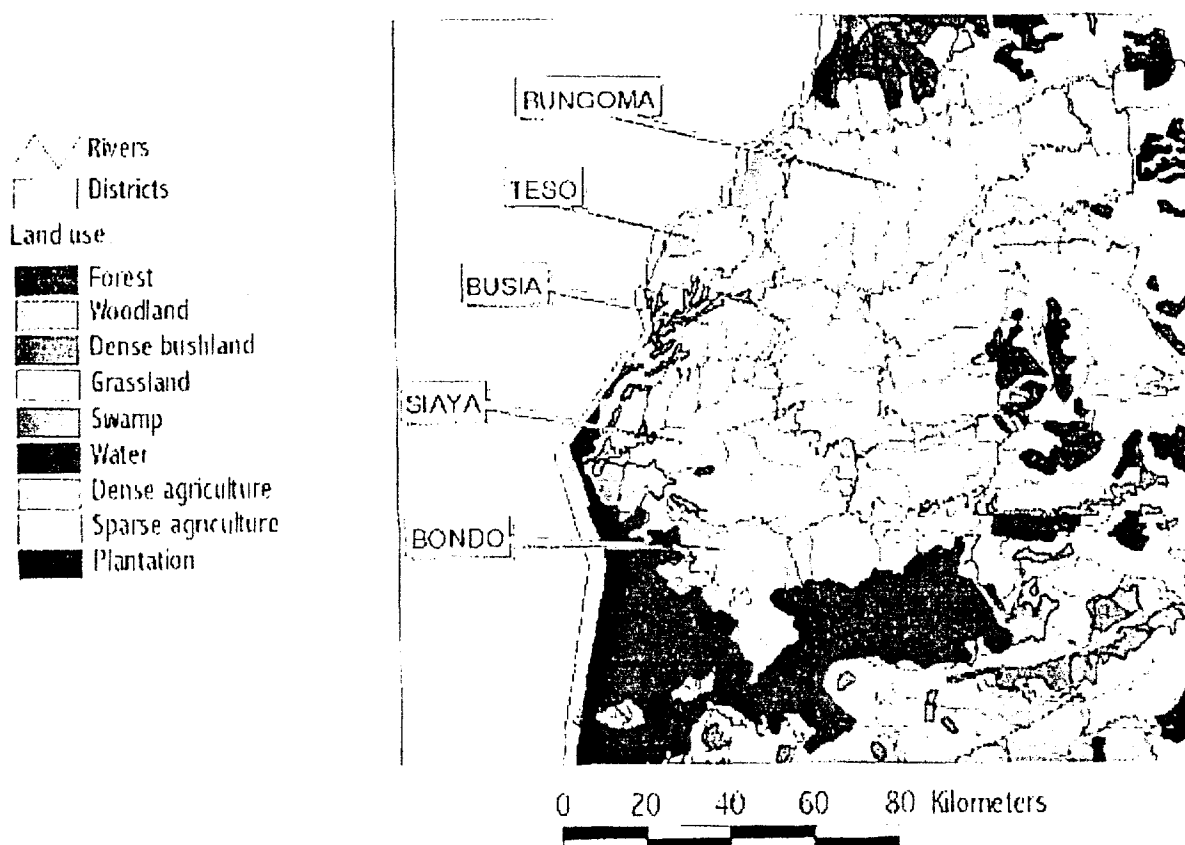 Rivers
Districts
Land use
Forest
Woodland
Dense bushland
Grassland
Swamp
Water
Dense agriculture
Sparse agriculture
Plantation
BUNGOMA
TESO
BUSIA
SIAYA
BONDO
0 20 40 60 80 Kilometers